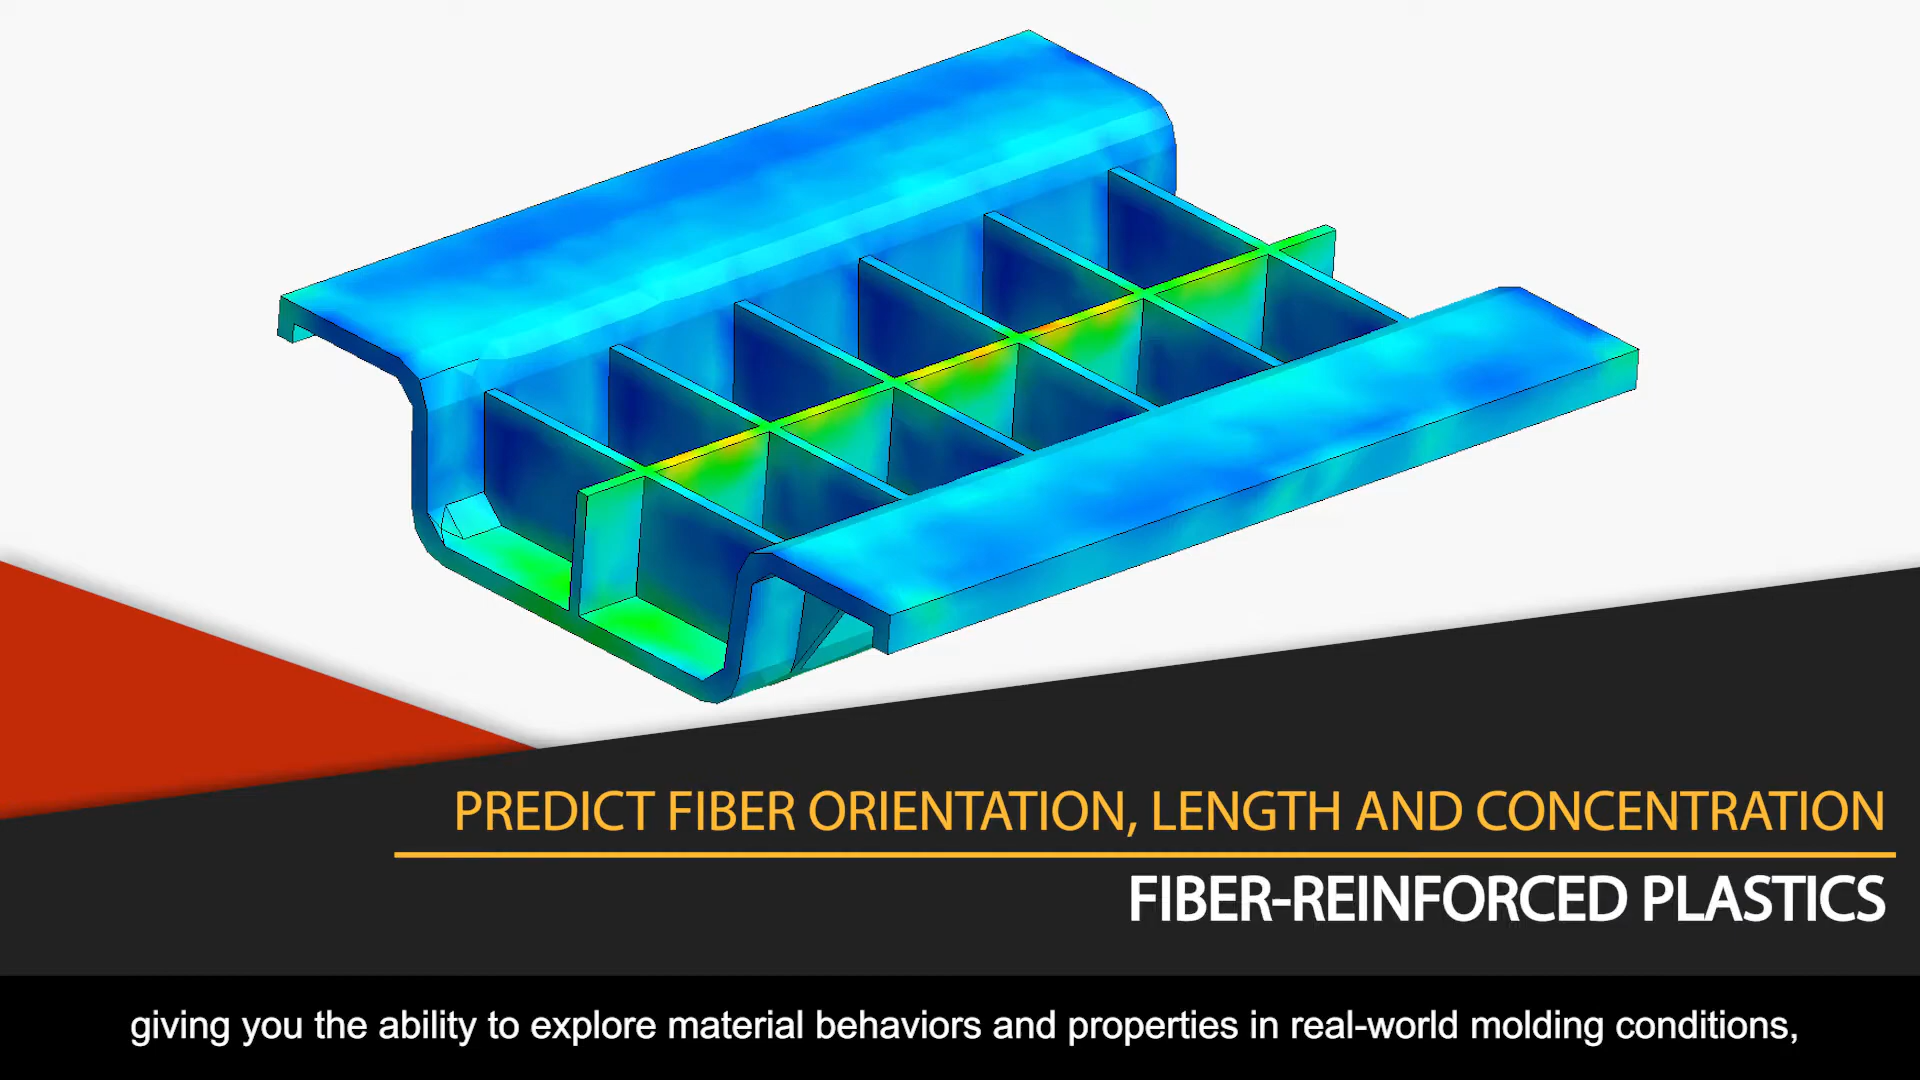 PREDICT FIBER ORIENTATION, LENGTH AND CONCENTRATION
FIBER-REINFORCED PLASTICS
giving you the ability to explore material behaviors and properties in real-world molding conditions,